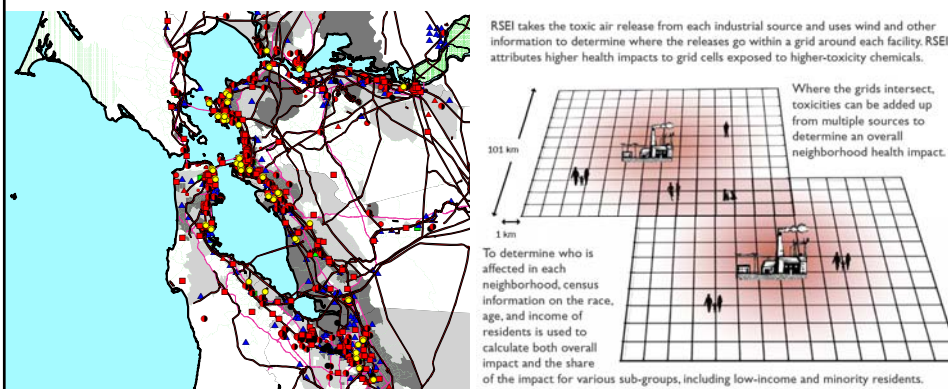 RSEI takes the toxic air release from each industrial source and uses wind and other
information to determine where the releases go within a grid around each facility. RSEI
attributes higher health impacts to grid cells exposed to higher-toxicity chemicals.
Where the grids intersect,
toxicities can be added up
from multiple sources to
determine an overall
neighborhood health impact.
101 km
1 km
To determine who is
affected in each
neighborhood, census
information on the race,
age, and income of
residents is used to
calculate both overall
impact and the share
of the impact for various sub-groups, including low-income and minority residents.